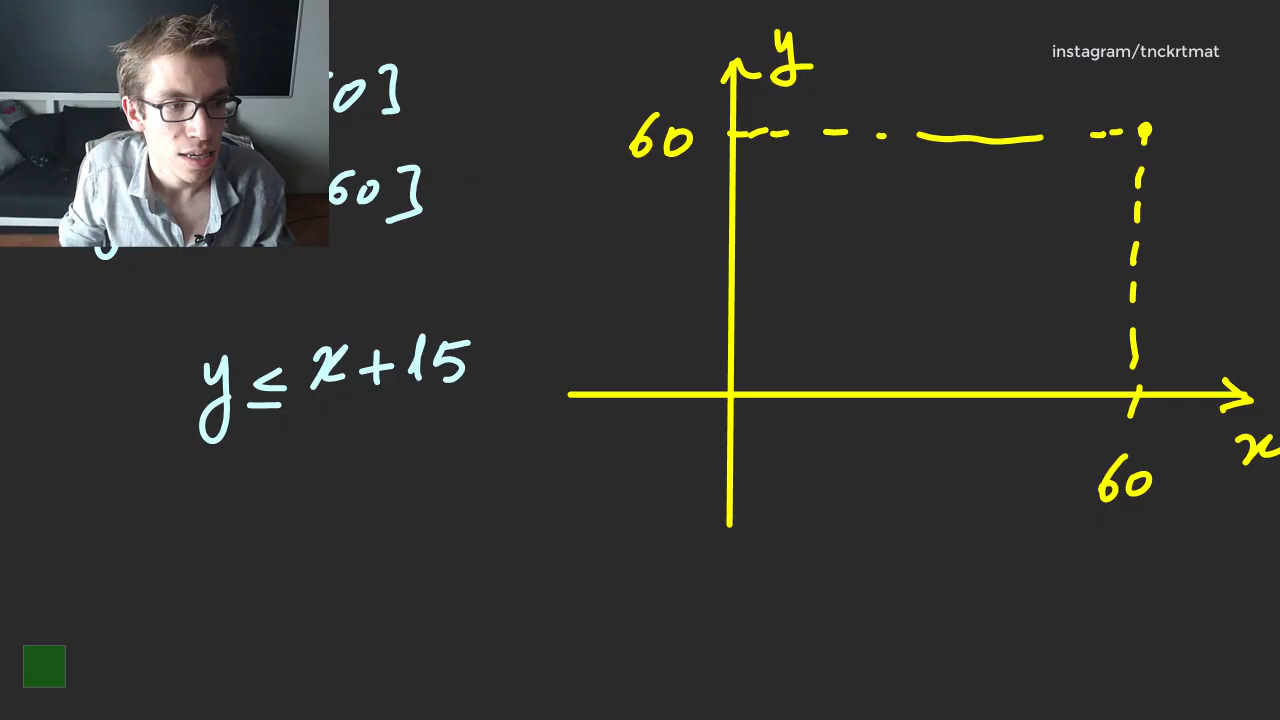 instagram/tnckrtmat
0]
60]
y
y ≤ x + 15
y
60
x
60